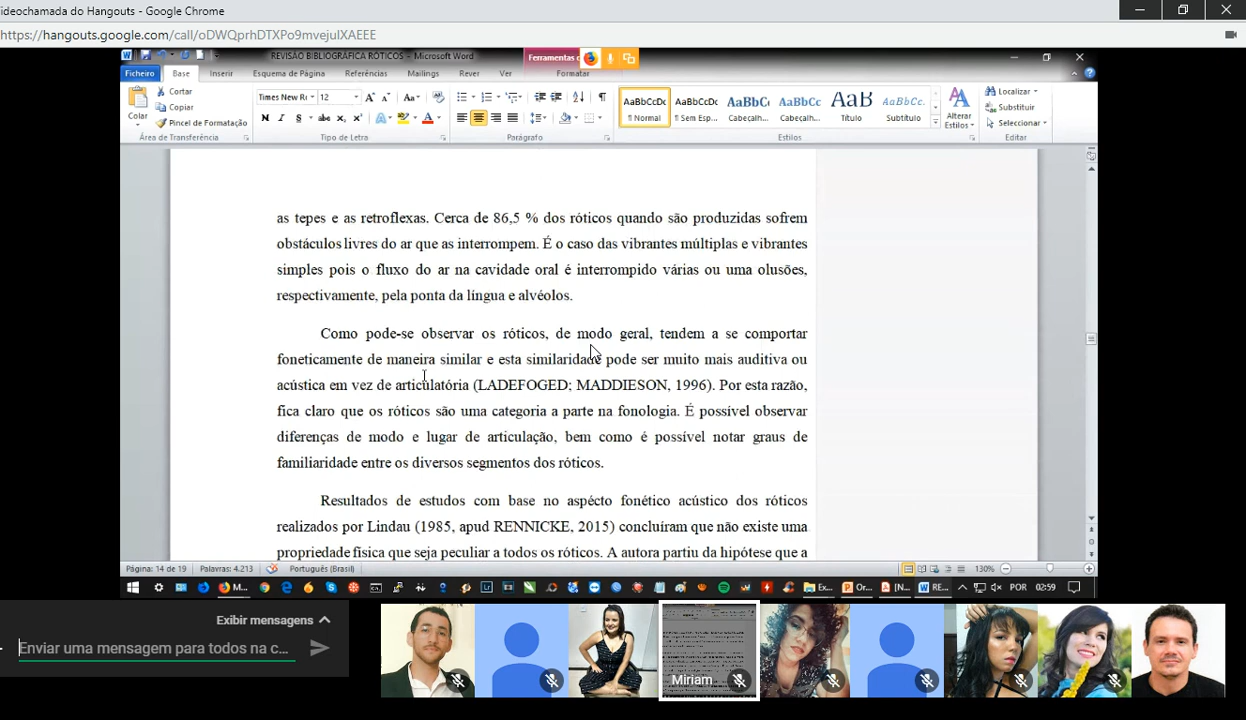 ideochamada do Hangouts - Google Chrome
https://hangouts.google.com/call/oDWQprhDTXPo9mvejuIXAEEE
REVISÃO BIBLIOGRÁFICA RÓTICOS - Microsoft Word
Ferramentas d
Ficheiro Base Inserir Esquema de Página Referências Mailings Rever Ver Formatar
Colar
Cortar
Copiar
Pincel de Formatação
Área de Transferência
Times New Ro 12
N I S abc x₂ x²
Tipo de Letra
Parágrafo
AaBbCcDc AaBbCcDc AaBbC AaBbCc AaB AaBbCc.
¶ Normal ¶ Sem Esp... Cabeçalh... Cabeçalh... Título Subtítulo
Alterar
Estilos
Estilos
Localizar
Substituir
Seleccionar
Editar
as tepes e as retroflexas. Cerca de 86,5 % dos róticos quando são produzidas sofrem
obstáculos livres do ar que as interrompem. É o caso das vibrantes múltiplas e vibrantes
simples pois o fluxo do ar na cavidade oral é interrompido várias ou uma olusões,
respectivamente, pela ponta da língua e alvéolos.
Como pode-se observar os róticos, de modo geral, tendem a se comportar
foneticamente de maneira similar e esta similaridade pode ser muito mais auditiva ou
acústica em vez de articulatória (LADEFOGED; MADDIESON, 1996). Por esta razão,
fica claro que os róticos são uma categoria a parte na fonologia. É possível observar
diferenças de modo e lugar de articulação, bem como é possível notar graus de
familiaridade entre os diversos segmentos dos róticos.
Resultados de estudos com base no aspécto fonético acústico dos róticos
realizados por Lindau (1985, apud RENNICKE, 2015) concluíram que não existe uma
propriedade física que seja peculiar a todos os róticos. A autora partiu da hipótese que a
Página: 14 de 19 Palavras: 4.213 Português (Brasil) 130%
M... Ex... Or... [N... RE... POR 02:59
Exibir mensagens
Enviar uma mensagem para todos na c...
Miriam